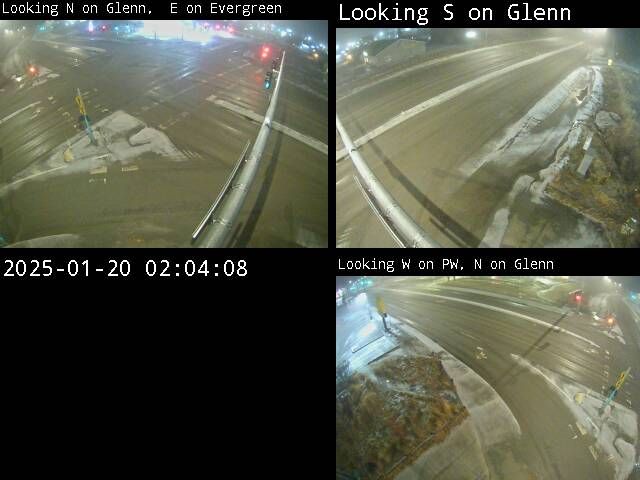 Looking N on Glenn,  E on Evergreen
Looking S on Glenn
2025-01-20 02:04:08
Looking W on PW, N on Glenn